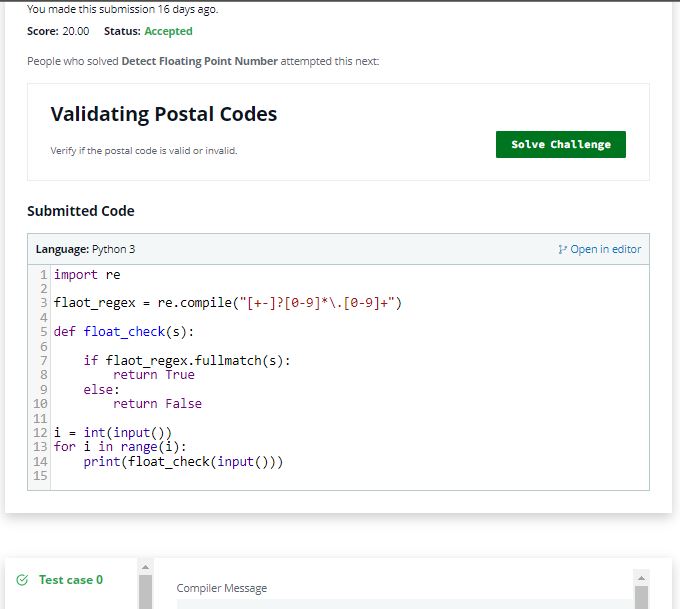 You made this submission 16 days ago.
Score: 20.00 Status: Accepted
People who solved Detect Floating Point Number attempted this next:
Validating Postal Codes
Verify if the postal code is valid or invalid.
Solve Challenge
Submitted Code
Language: Python 3
Open in editor
1 import re
2
3 flaot_regex = re.compile("[+-]?[0-9]*\.[0-9]+")
4
5 def float_check(s):
6
7     if flaot_regex.fullmatch(s):
8         return True
9     else:
10         return False
11
12 i = int(input())
13 for i in range(i):
14     print(float_check(input()))
15
Test case 0
Compiler Message